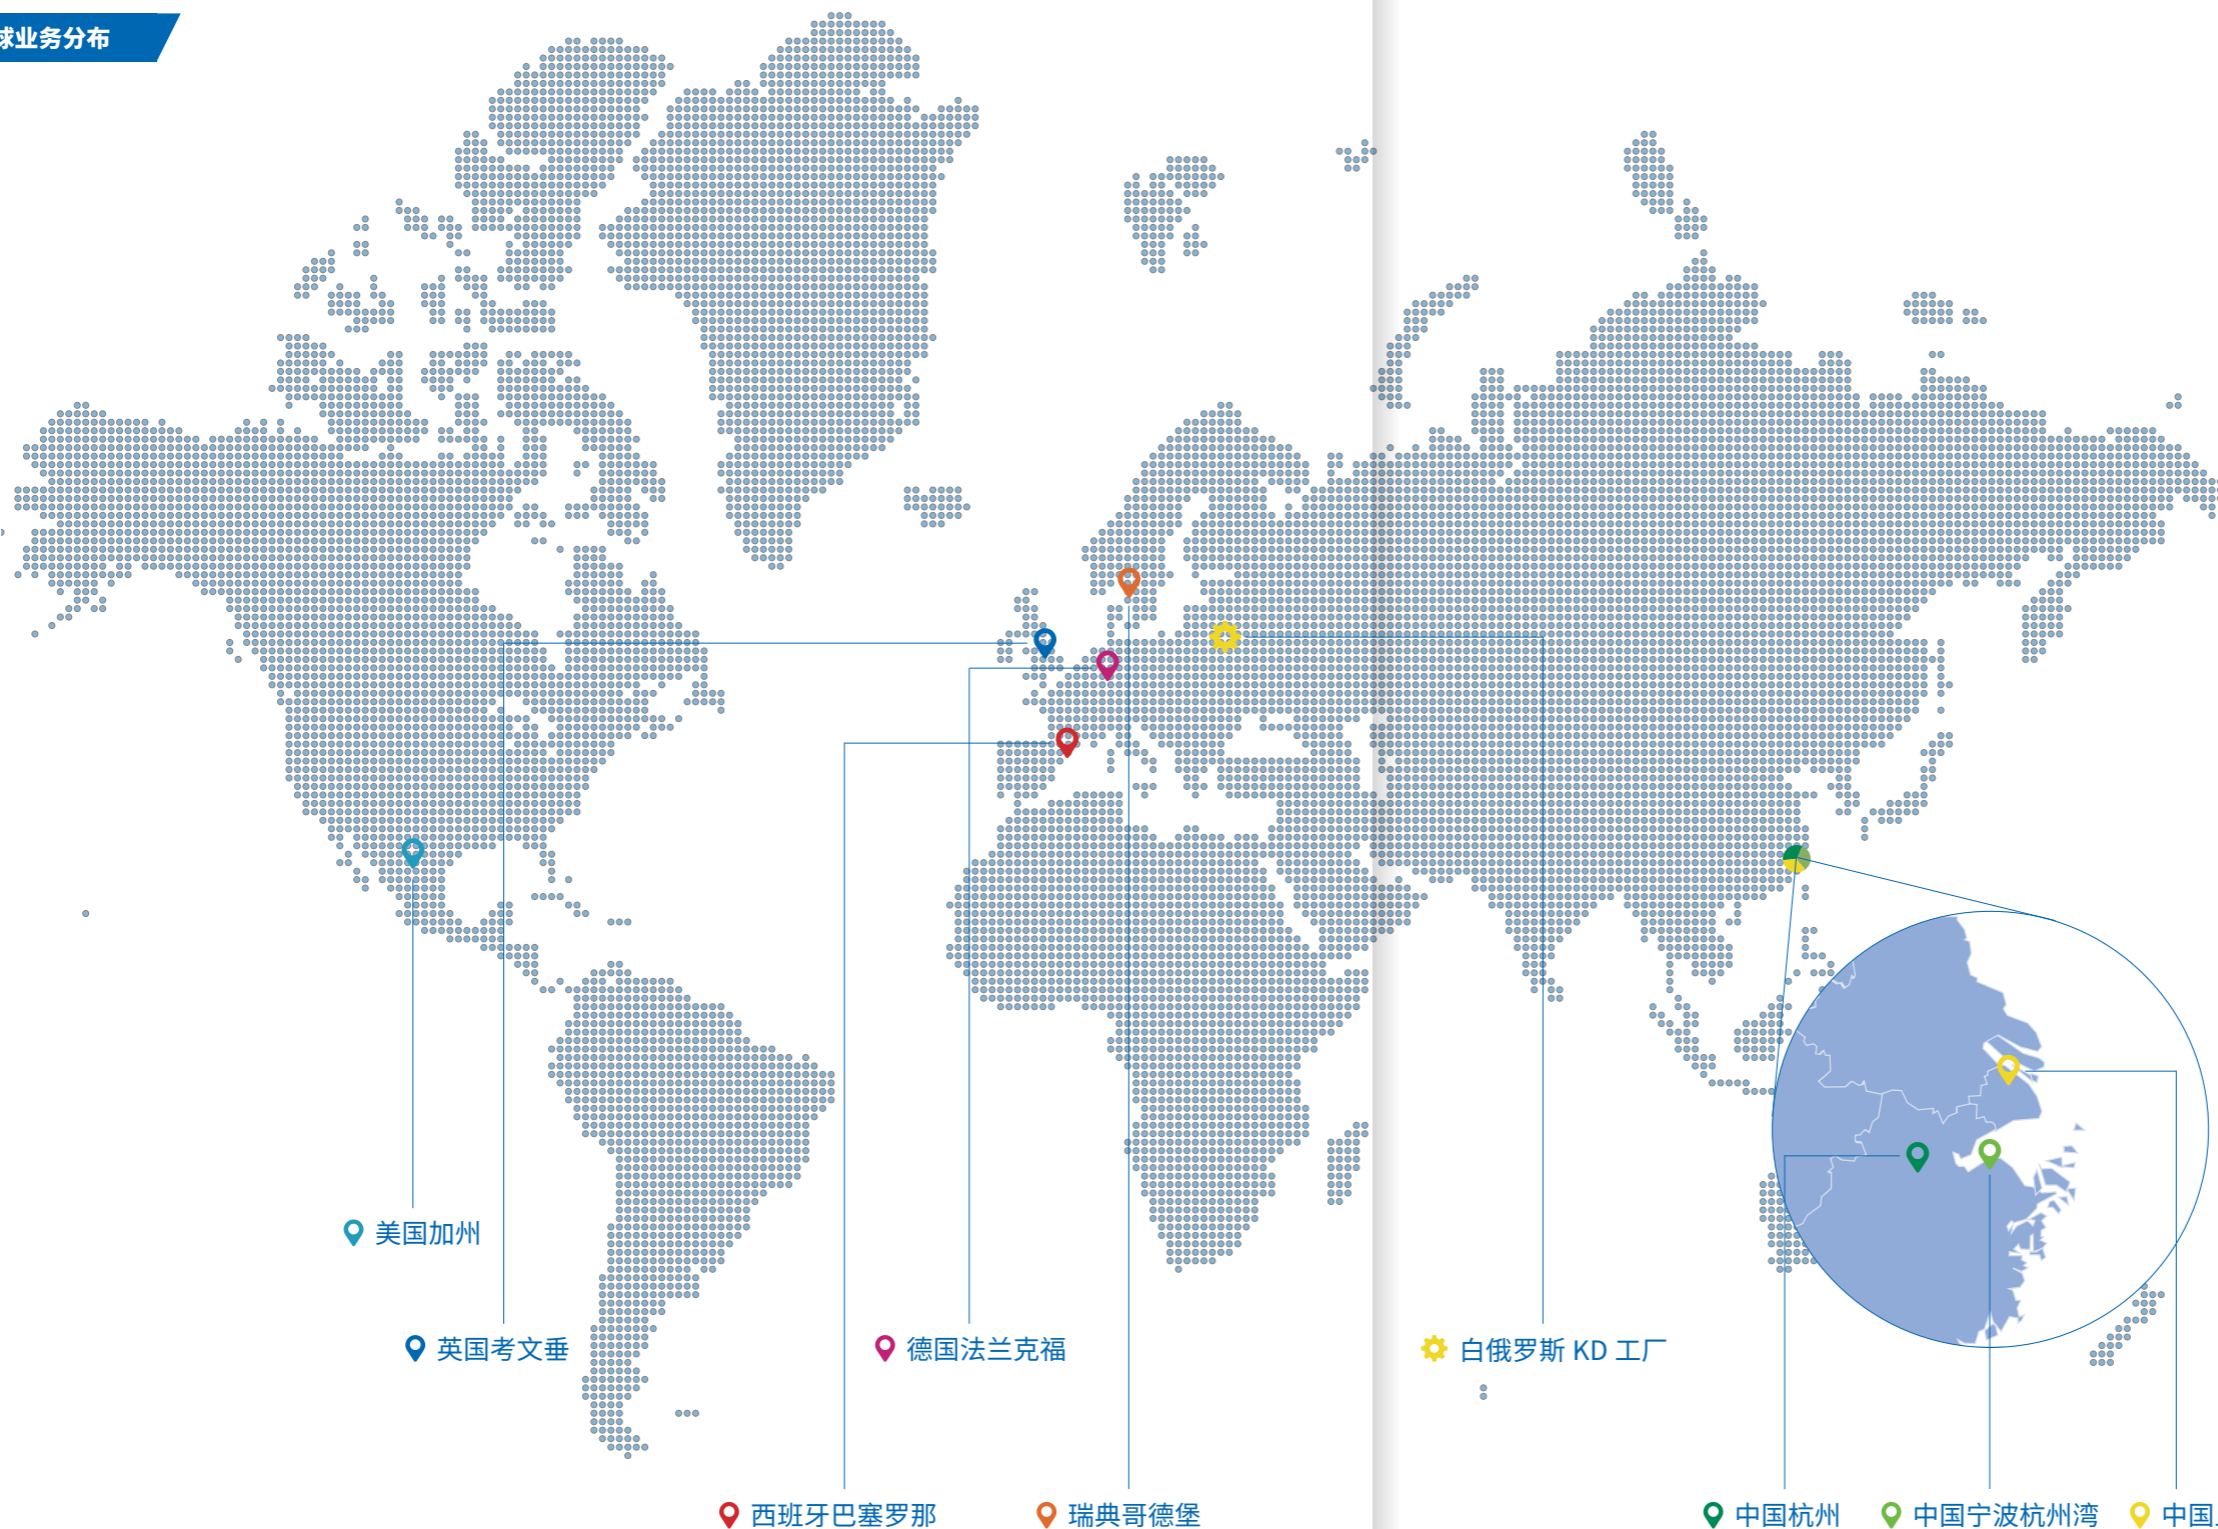 球业务分布
美国加州
英国考文垂
德国法兰克福
白俄罗斯 KD 工厂
西班牙巴塞罗那
瑞典哥德堡
中国杭州
中国宁波杭州湾
中国